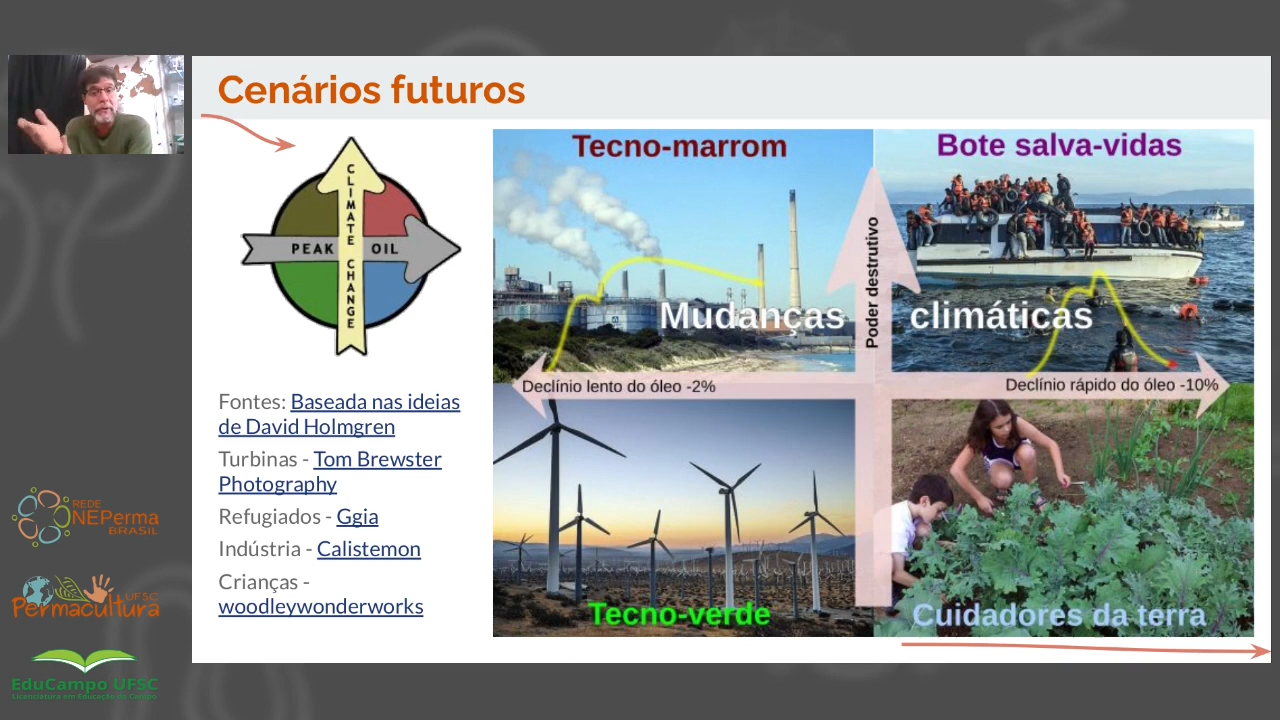 Cenários futuros
CLIMATE CHANGE
PEAK OIL
Tecno-marrom
Bote salva-vidas
Poder destrutivo
Mudanças climáticas
Declínio lento do óleo -2%
Declínio rápido do óleo -10%
Tecno-verde
Cuidadores da terra
Fontes: Baseada nas ideias
de David Holmgren
Turbinas - Tom Brewster
Photography
Refugiados - Ggia
Indústria - Calistemon
Crianças -
woodleywonderworks
REDE
NEPerma
BRASIL
UFSC
Permacultura
EduCampo UFSC
Licenciatura em Educação do Campo